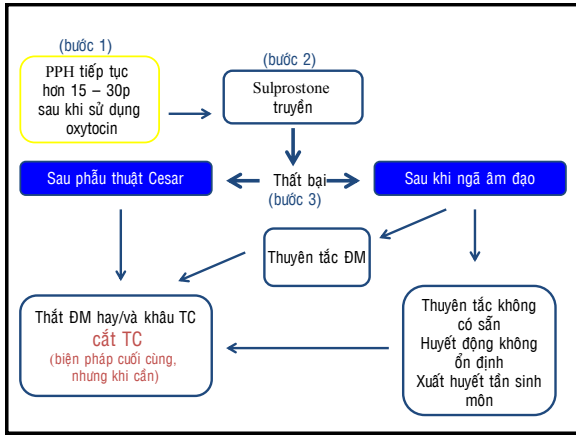 (bước 1)
PPH tiếp tục
hơn 15 – 30p
sau khi sử dụng
oxytocin
(bước 2)
Sulprostone
truyền
Sau phẫu thuật Cesar
Thất bại
(bước 3)
Sau khi ngã âm đạo
Thuyên tắc ĐM
Thắt ĐM hay/và khâu TC
cắt TC
(biện pháp cuối cùng,
nhưng khi cần)
Thuyên tắc không
có sẵn
Huyết động không
ổn định
Xuất huyết tần sinh
môn